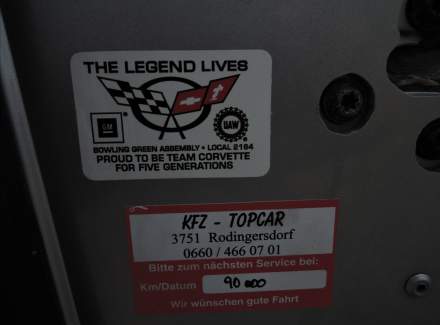 THE LEGEND LIVES
GM
UAW
BOWLING GREEN ASSEMBLY • LOCAL 2164
PROUD TO BE TEAM CORVETTE
FOR FIVE GENERATIONS
KFZ - TOPCAR
3751 Rodingersdorf
0660 / 466 07 01
Bitte zum nächsten Service bei:
Km/Datum 90 000
Wir wünschen gute Fahrt